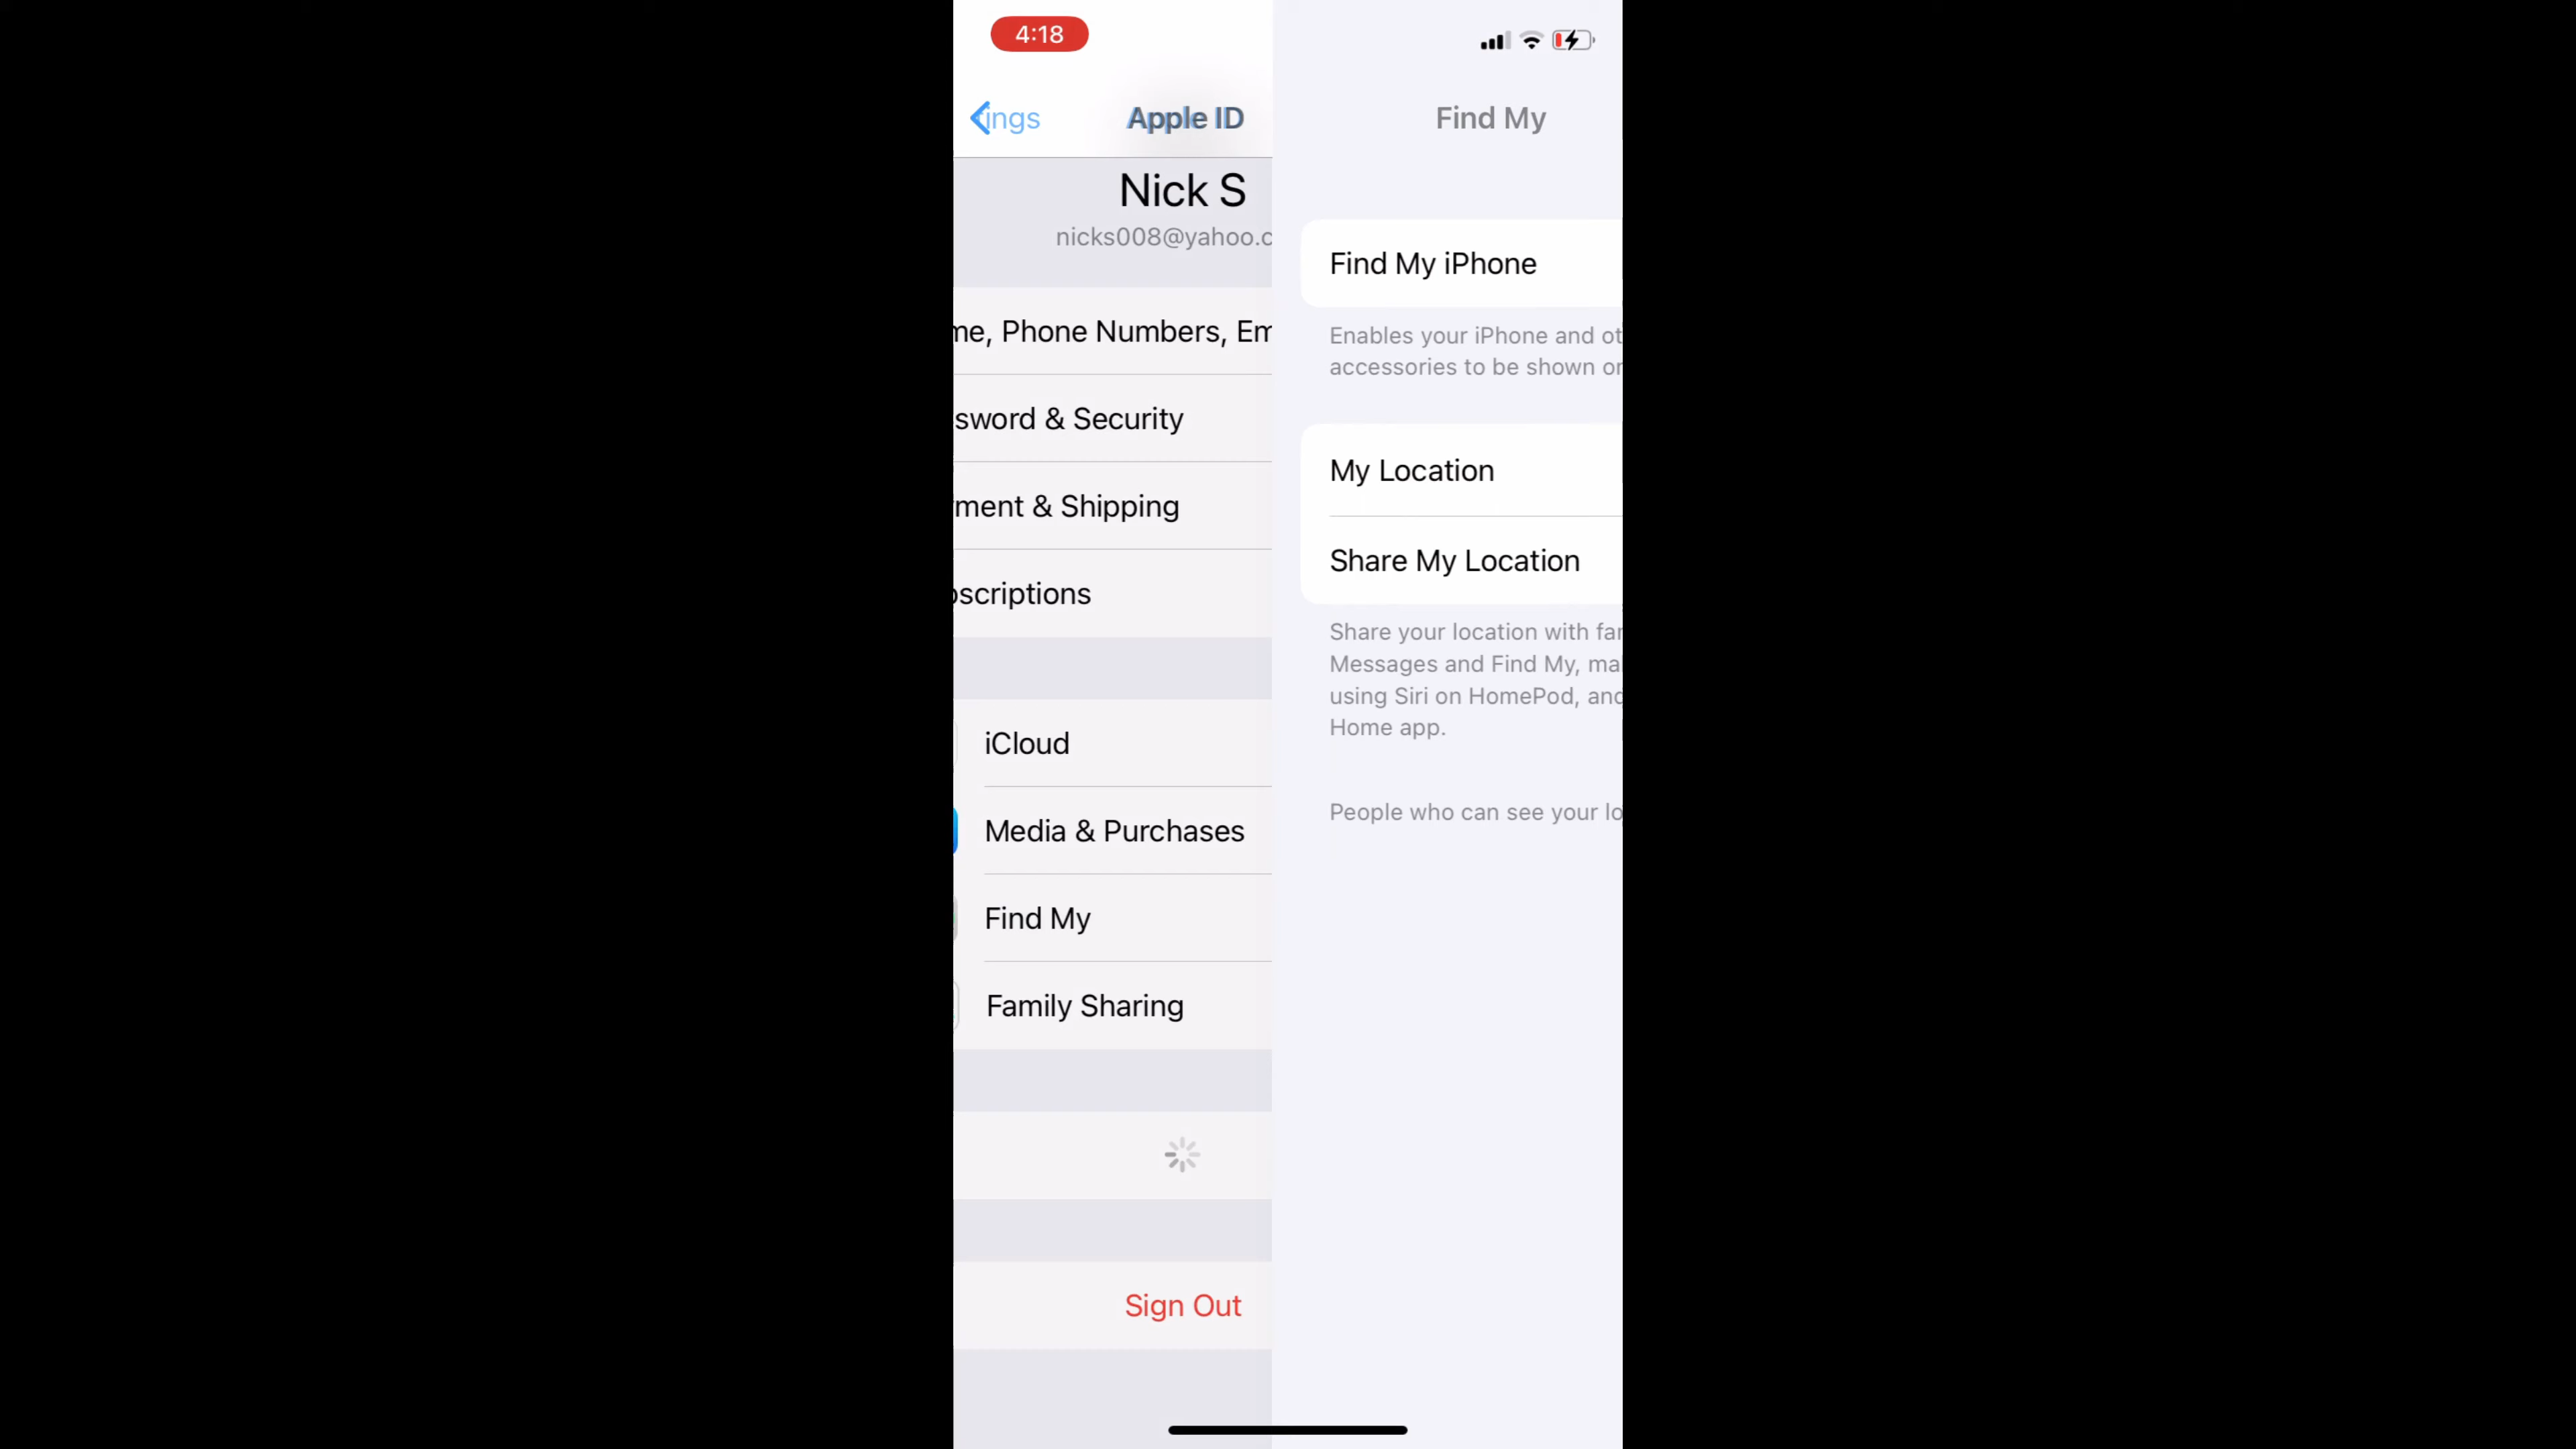 4:18
ings
Apple ID
Find My
Nick S
nicks008@yahoo.c
me, Phone Numbers, Em
sword & Security
ment & Shipping
scriptions
iCloud
Media & Purchases
Find My
Family Sharing
Sign Out
Find My iPhone
Enables your iPhone and ot
accessories to be shown or
My Location
Share My Location
Share your location with far
Messages and Find My, mal
using Siri on HomePod, and
Home app.
People who can see your lo